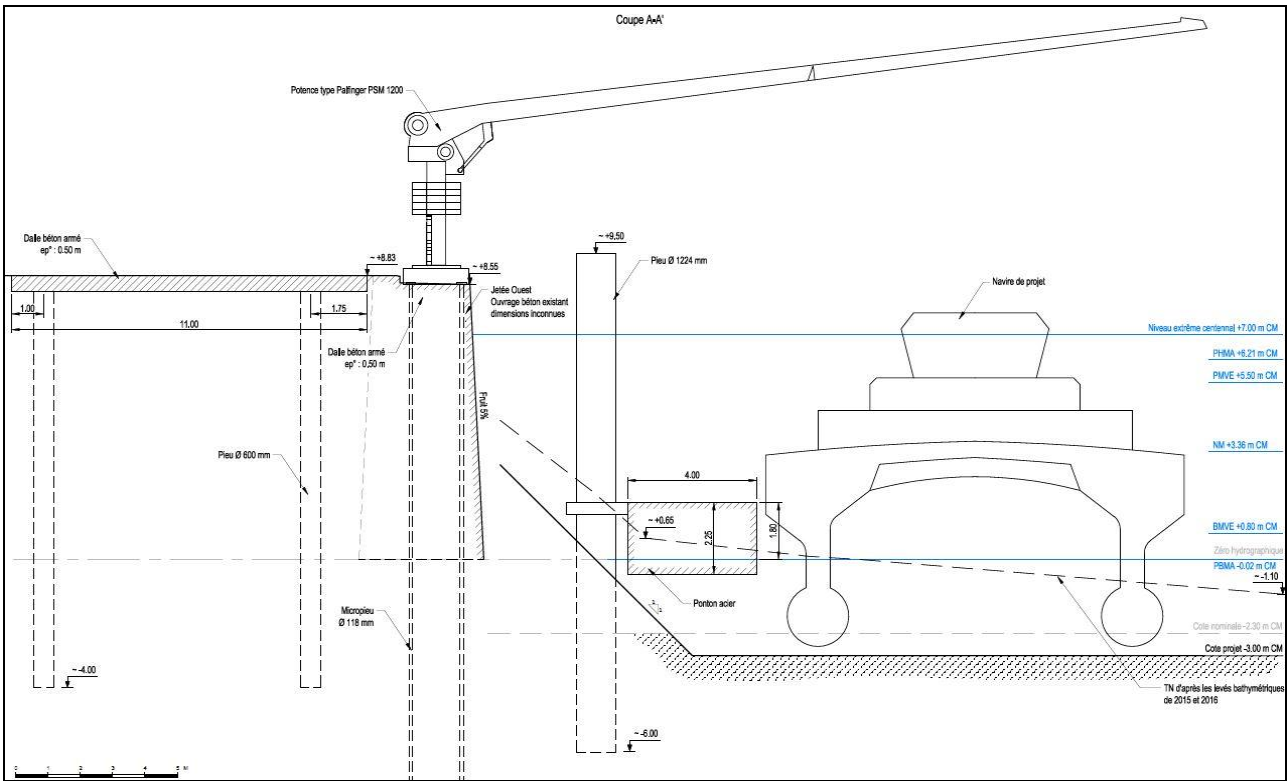 Coupe A-A'
Potence type Palfinger PSM 1200
~ +9.50
Dalle béton armé
ep° : 0.50 m
~ +8.83
~ +8.55
Pieu Ø 1224 mm
Navire de projet
1.00
1.75
11.00
Jetée Ouest
Ouvrage béton existant
dimensions inconnues
Dalle béton armé
ep° : 0.50 m
Niveau extrême centennal +7.00 m CM
PHMA +6.21 m CM
PMVE +5.50 m CM
Fruit 5%
NM +3.36 m CM
Pieu Ø 600 mm
4.00
~ +0.65
2.25
1.80
BMVE +0.80 m CM
Zéro hydrographique
PBMA -0.02 m CM
~ -1.10
Ponton acier
Micropieu
Ø 118 mm
Cote nominale -2.30 m CM
Cote projet -3.00 m CM
~ -4.00
TN d'après les levés bathymétriques
de 2015 et 2016
~ -6.00
0 1 2 3 4 5 M